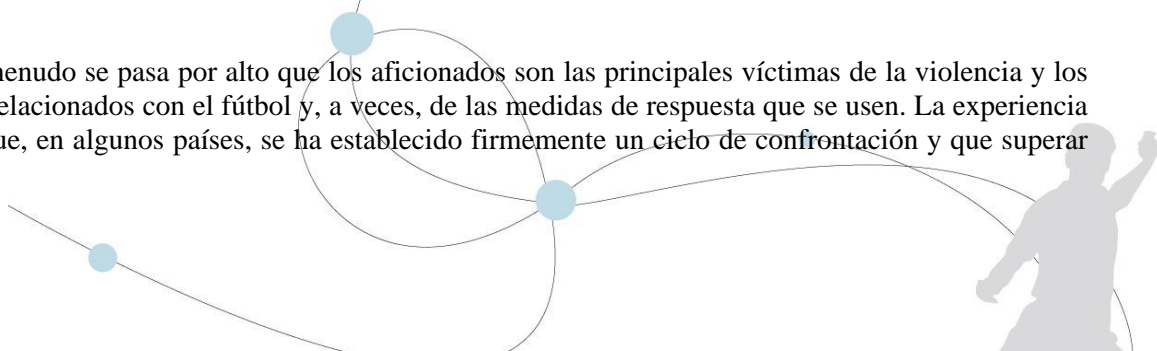 menudo se pasa por alto que los aficionados son las principales víctimas de la violencia y los
relacionados con el fútbol y, a veces, de las medidas de respuesta que se usen. La experiencia
que, en algunos países, se ha establecido firmemente un ciclo de confrontación y que superar